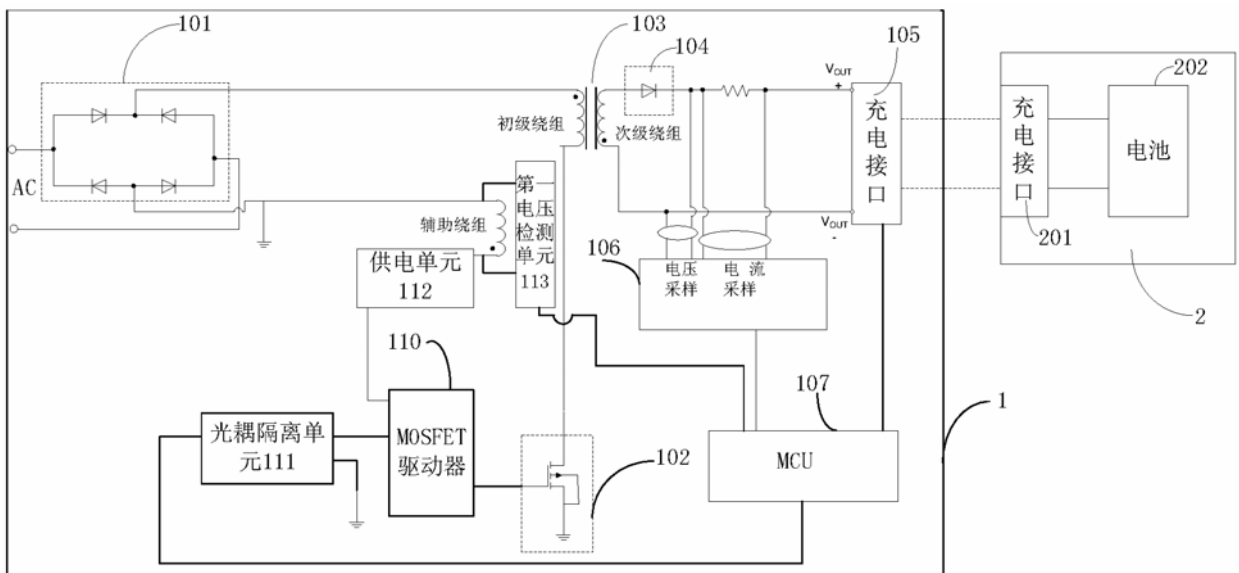 101
103
104
105
202
V_OUT
+
初级绕组
次级绕组
充电接口
充电接口
电池
AC
第一电压检测单元
113
辅助绕组
V_OUT
-
201
供电单元
112
106
电压
采样
电 流
采样
2
110
107
1
光耦隔离单
元111
MOSFET
驱动器
102
MCU